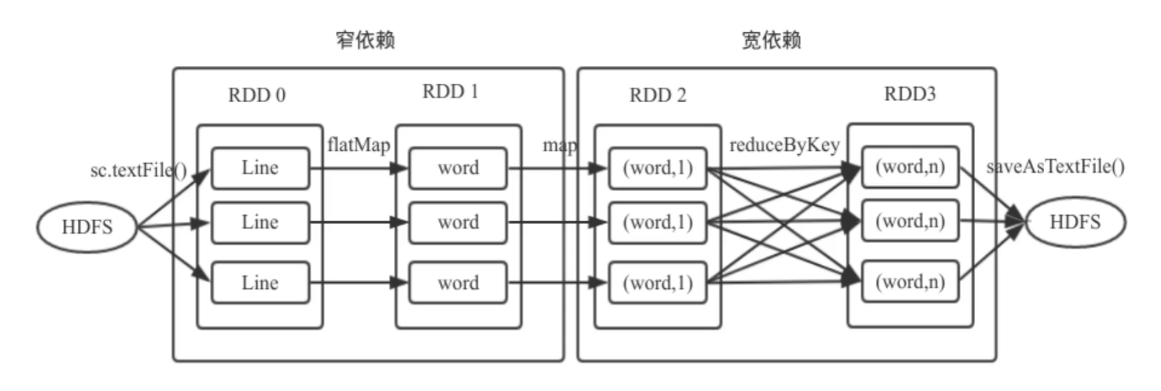 窄依赖
宽依赖
RDD 0
RDD 1
RDD 2
RDD3
sc.textFile()
flatMap
map
reduceByKey
saveAsTextFile()
HDFS
Line
word
(word,1)
(word,n)
HDFS
Line
word
(word,1)
(word,n)
Line
word
(word,1)
(word,n)